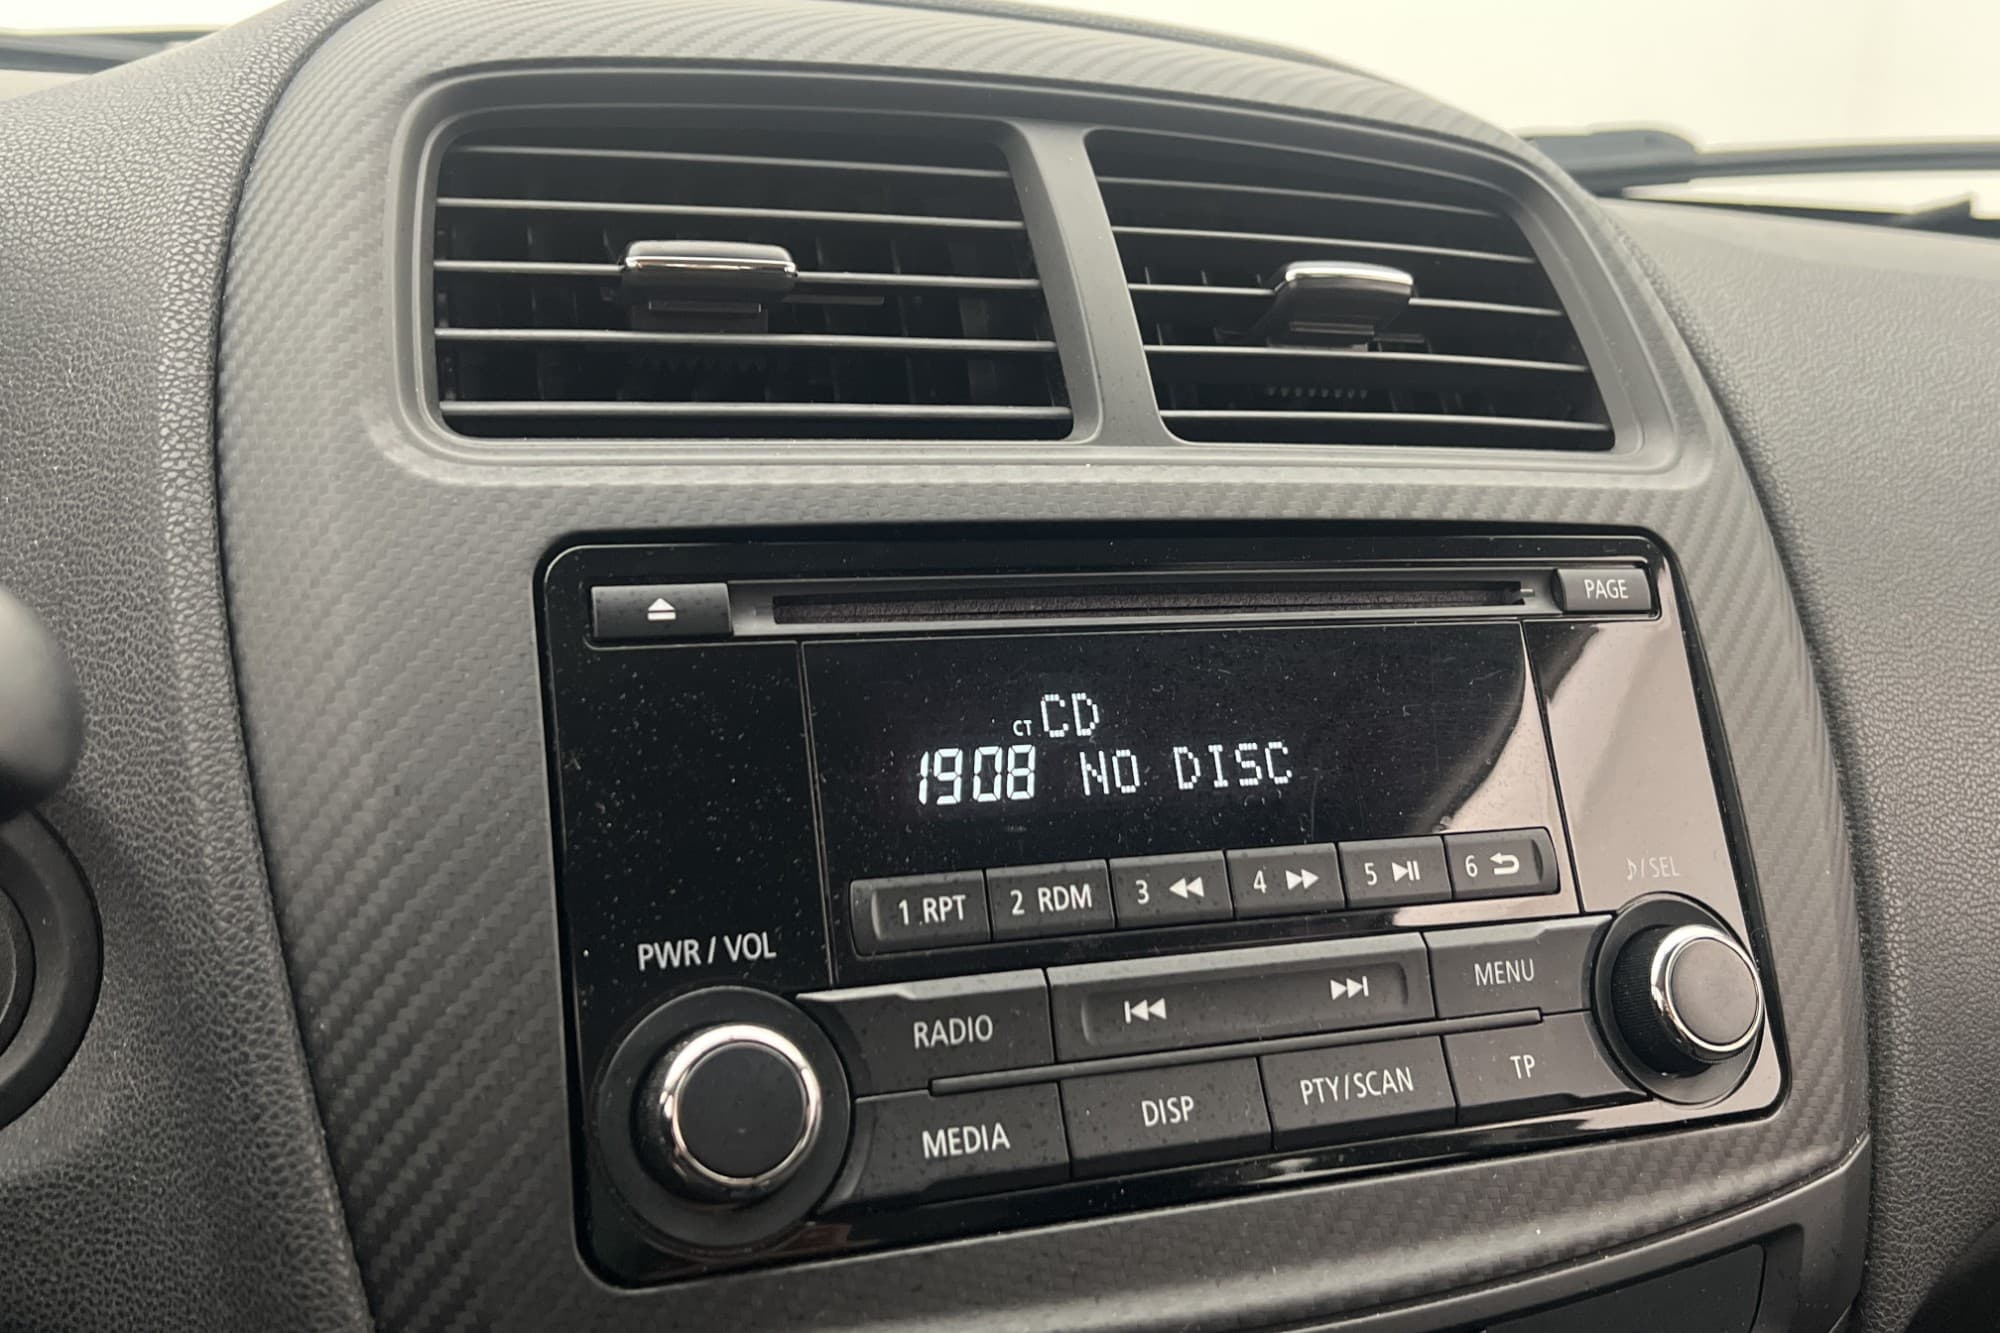 PAGE
CT CD
1908 NO DISC
♪/SEL
1 RPT 2 RDM 3 4 5 6
PWR / VOL
RADIO MENU
MEDIA DISP PTY/SCAN TP